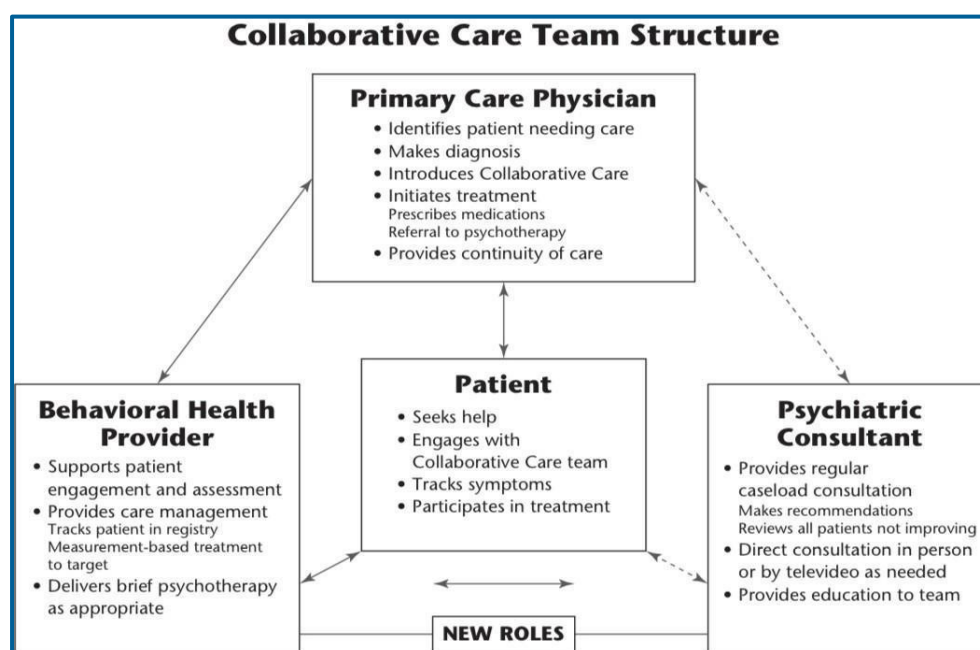 Collaborative Care Team Structure
Primary Care Physician
• Identifies patient needing care
• Makes diagnosis
• Introduces Collaborative Care
• Initiates treatment
Prescribes medications
Referral to psychotherapy
• Provides continuity of care
Behavioral Health
Provider
• Supports patient
engagement and assessment
• Provides care management
Tracks patient in registry
Measurement-based treatment
to target
• Delivers brief psychotherapy
as appropriate
Patient
• Seeks help
• Engages with
Collaborative Care team
• Tracks symptoms
• Participates in treatment
Psychiatric
Consultant
• Provides regular
caseload consultation
Makes recommendations
Reviews all patients not improving
• Direct consultation in person
or by televideo as needed
• Provides education to team
NEW ROLES